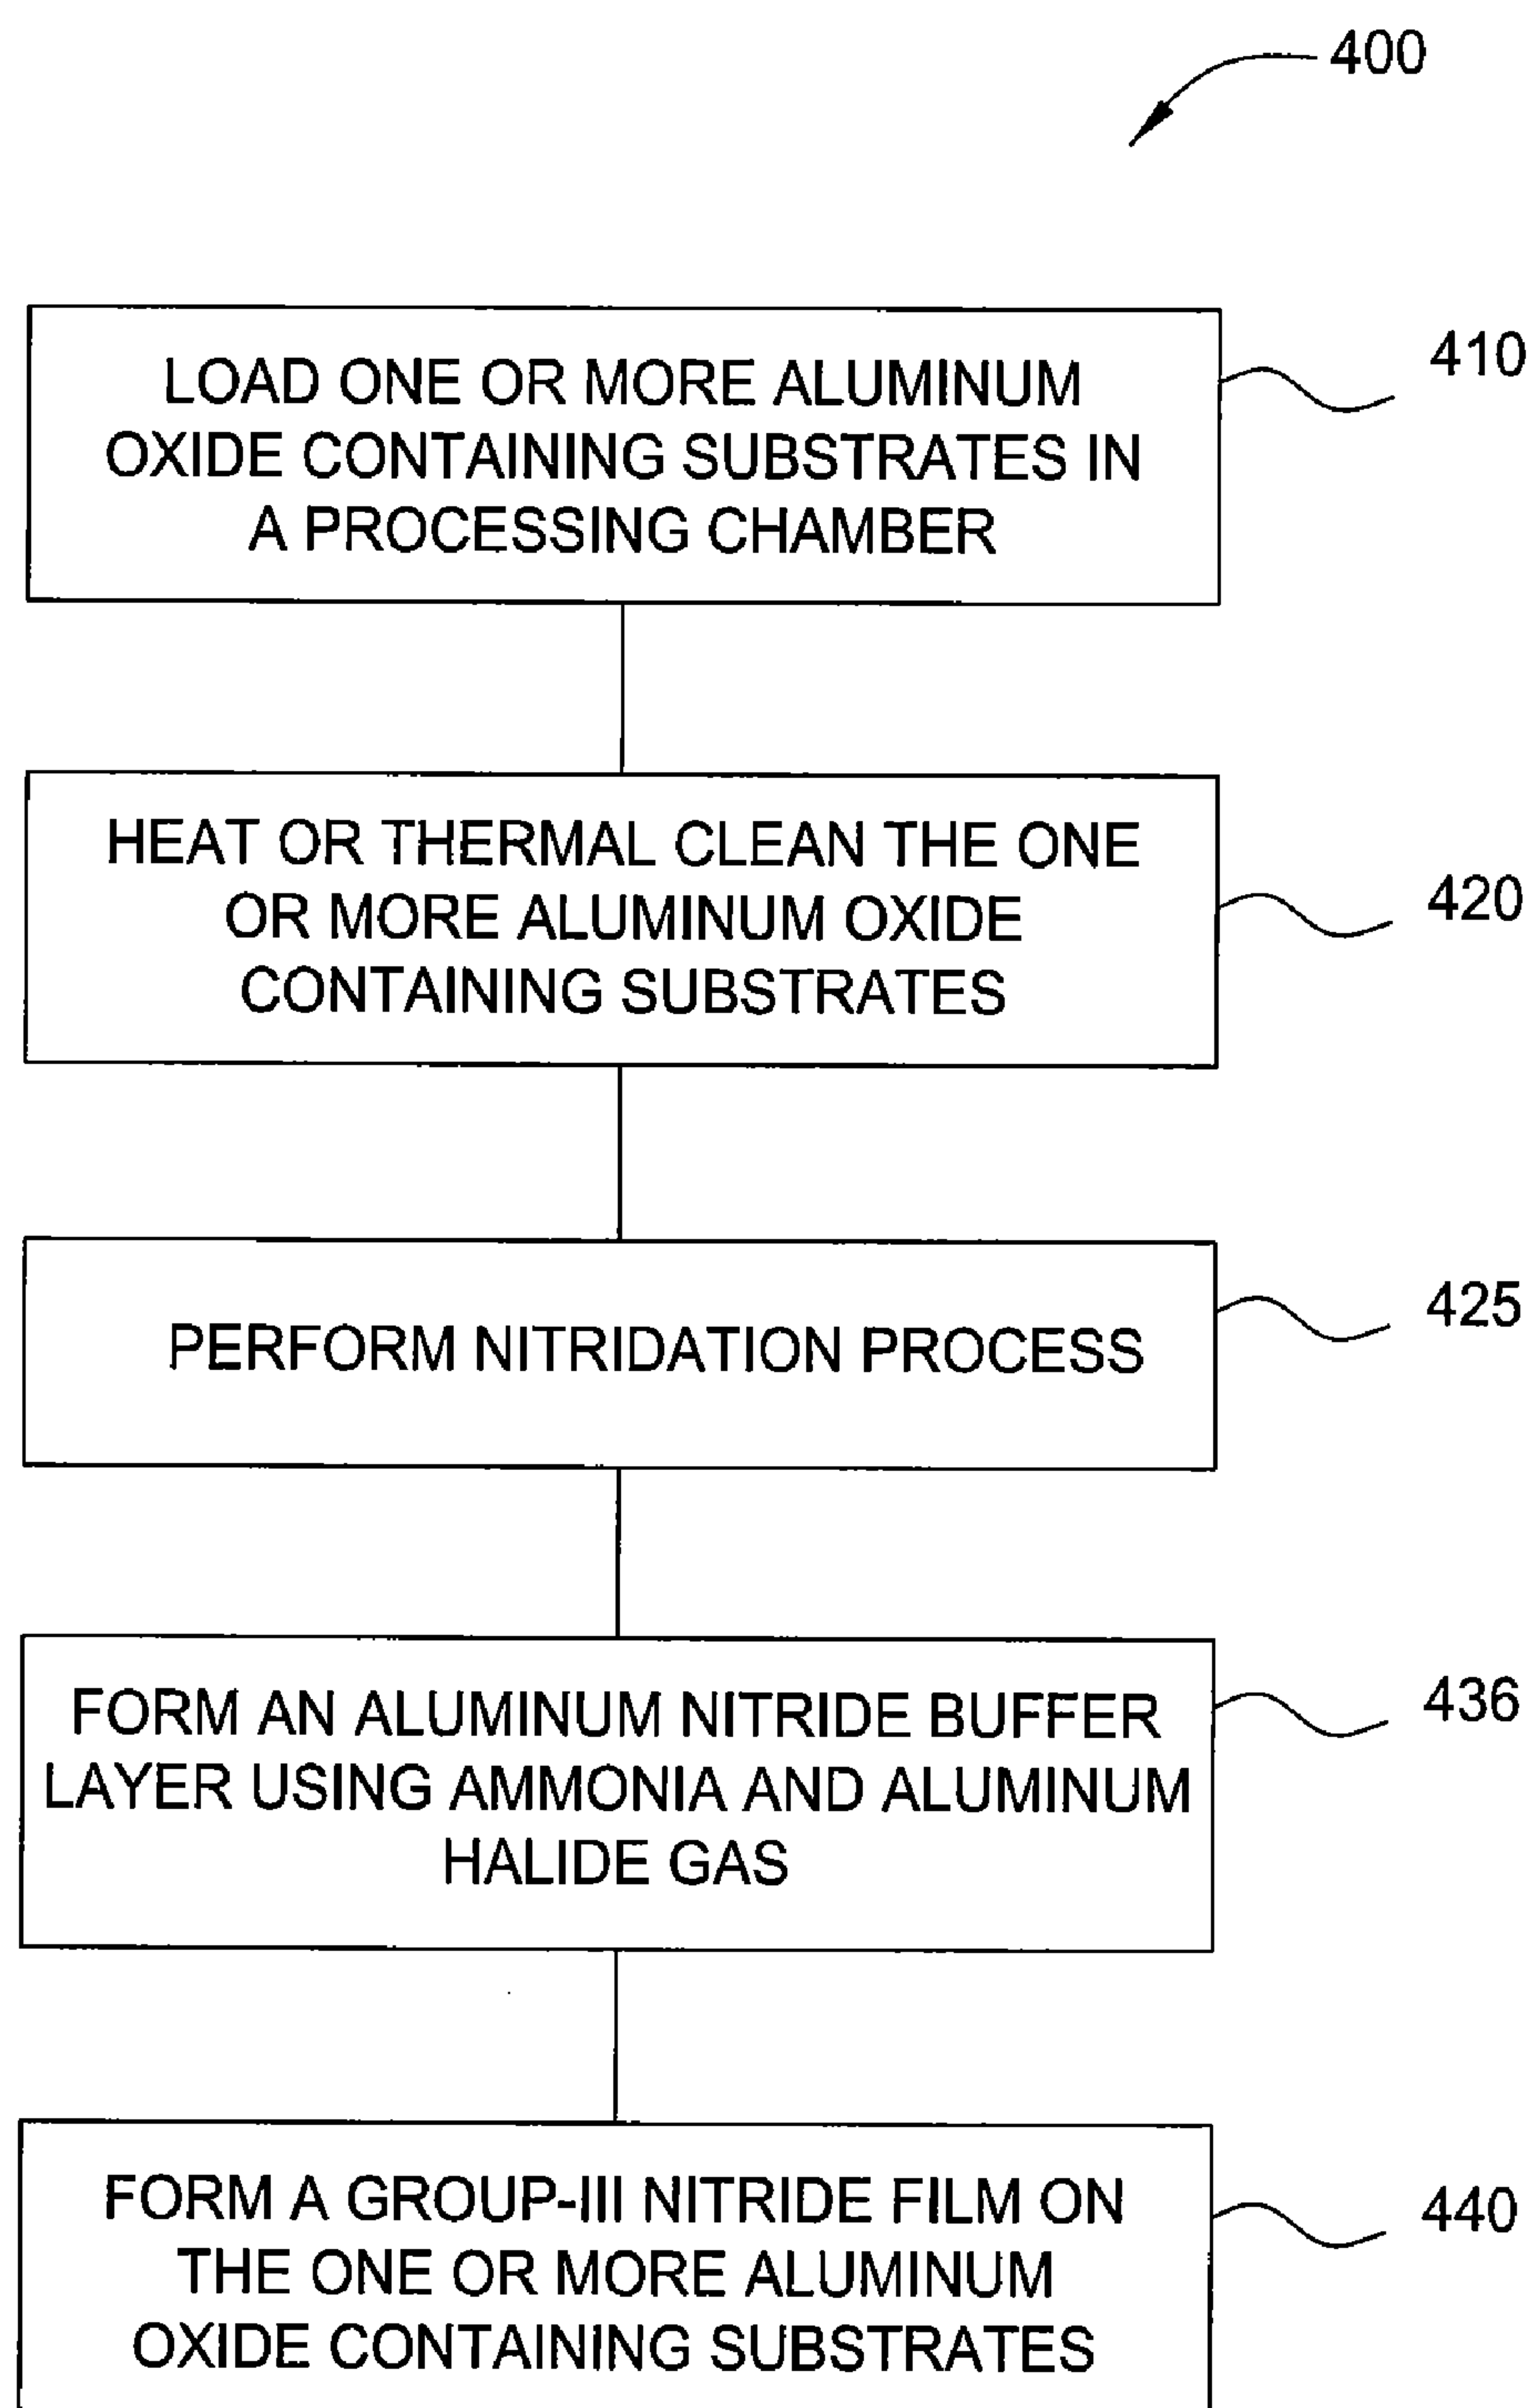 400
LOAD ONE OR MORE ALUMINUM
OXIDE CONTAINING SUBSTRATES IN
A PROCESSING CHAMBER
410
HEAT OR THERMAL CLEAN THE ONE
OR MORE ALUMINUM OXIDE
CONTAINING SUBSTRATES
420
PERFORM NITRIDATION PROCESS
425
FORM AN ALUMINUM NITRIDE BUFFER
LAYER USING AMMONIA AND ALUMINUM
HALIDE GAS
436
FORM A GROUP-III NITRIDE FILM ON
THE ONE OR MORE ALUMINUM
OXIDE CONTAINING SUBSTRATES
440